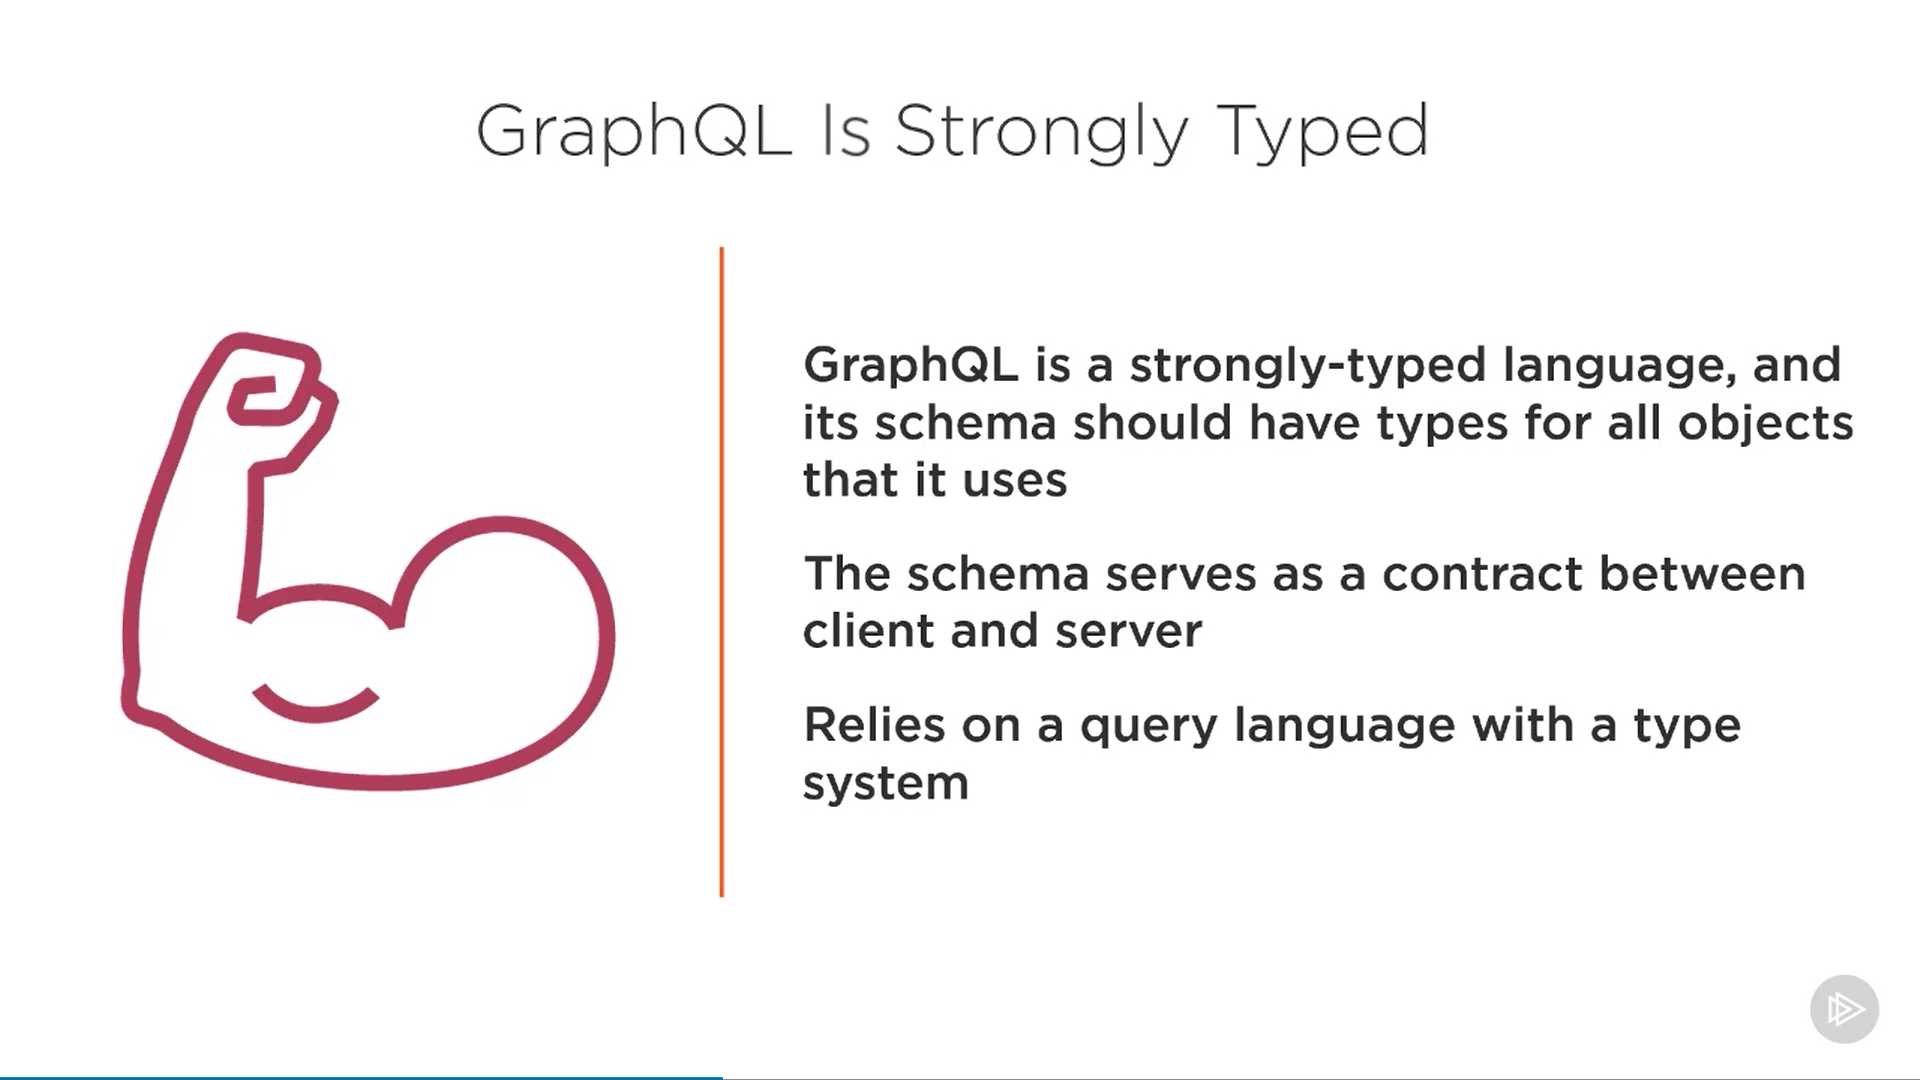 GraphQL Is Strongly Typed
GraphQL is a strongly-typed language, and
its schema should have types for all objects
that it uses
The schema serves as a contract between
client and server
Relies on a query language with a type
system